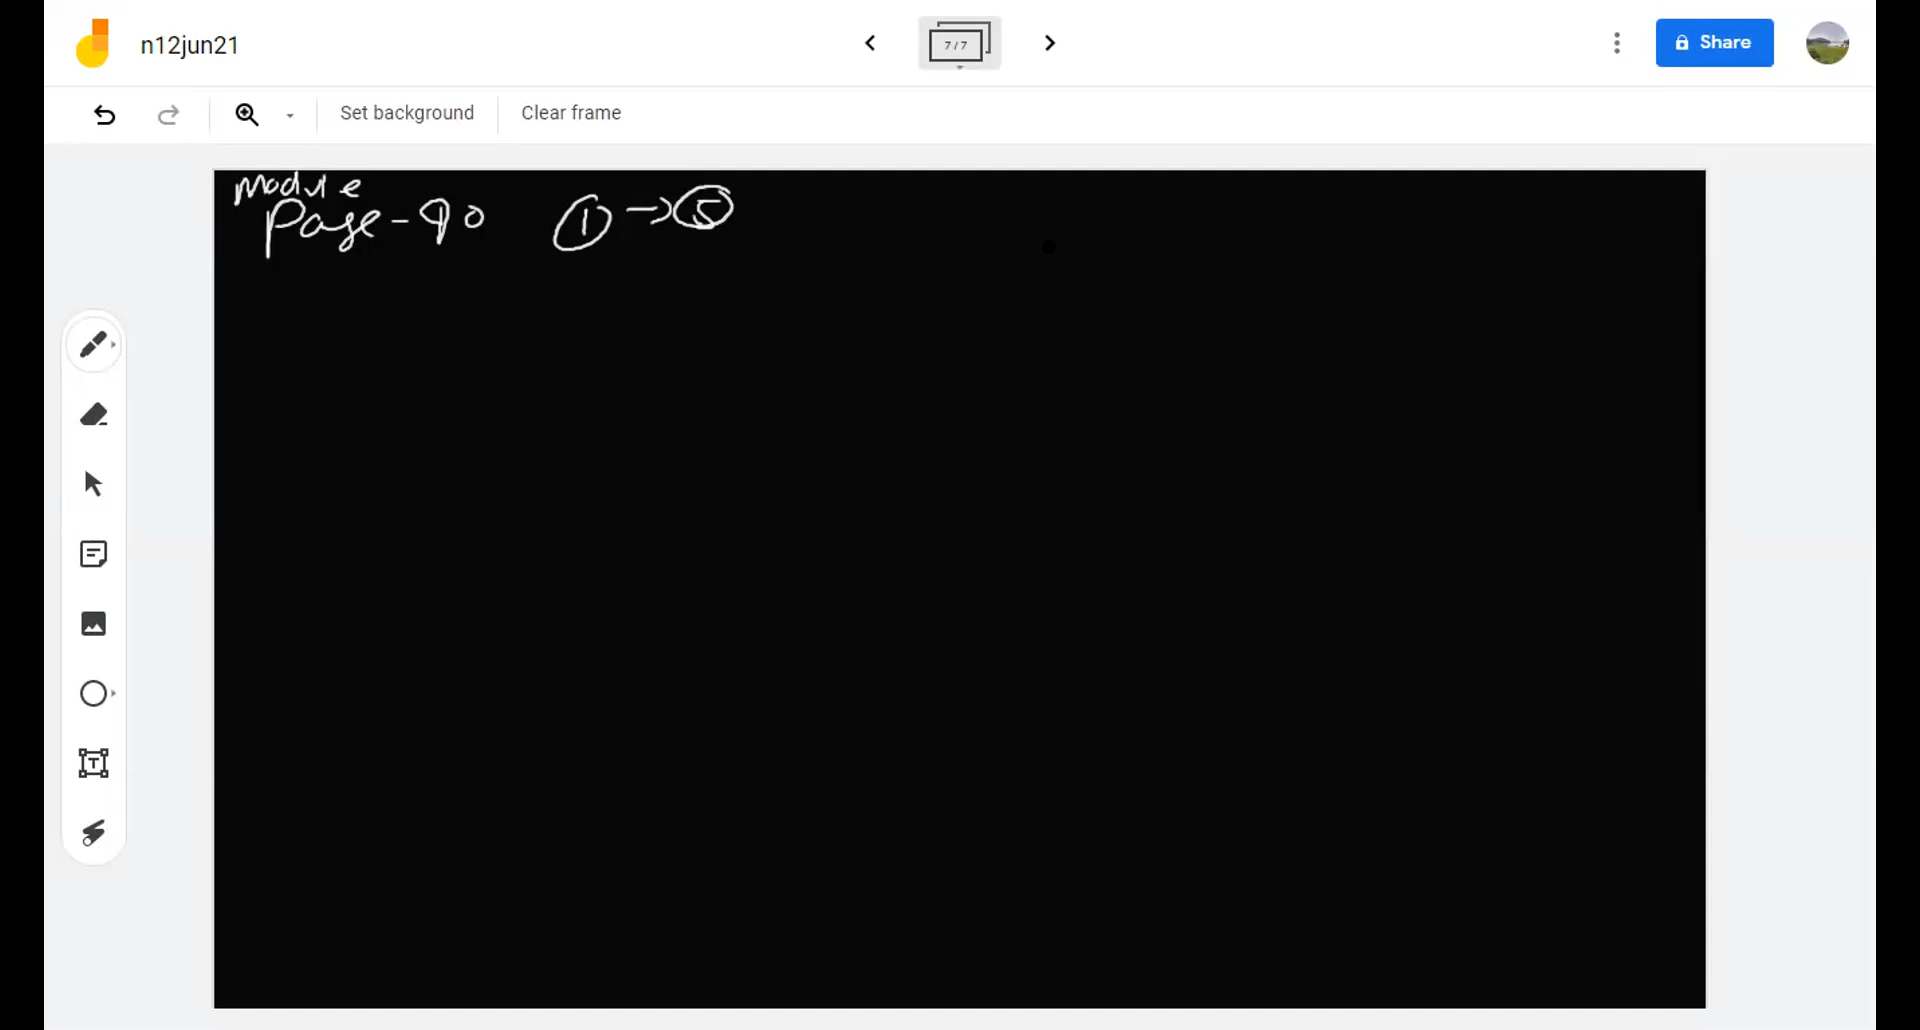 n12jun21
7/7
Share
Set background
Clear frame
Module
Page-90 1 → 5